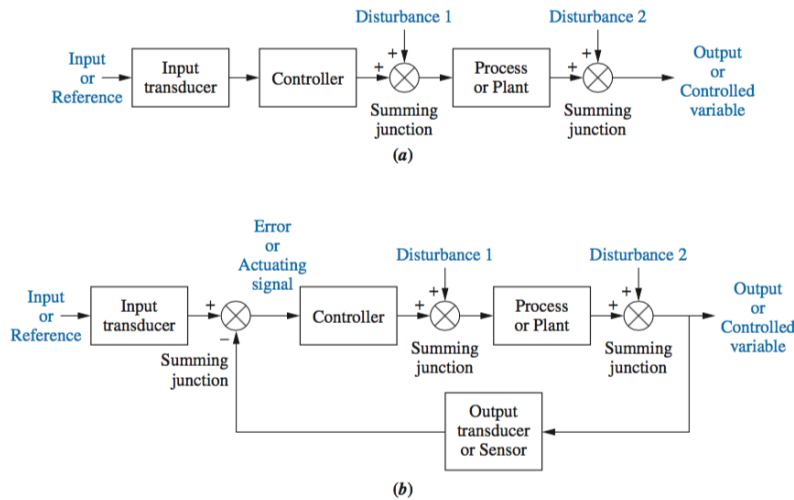 Disturbance 1
Disturbance 2
Input
or
Reference
Input
transducer
Controller
+
+
Process
or Plant
+
+
Output
or
Controlled
variable
Summing
junction
Summing
junction
(a)
Error
or
Actuating
signal
Disturbance 1
Disturbance 2
Input
or
Reference
Input
transducer
+
−
Controller
+
+
Process
or Plant
+
+
Output
or
Controlled
variable
Summing
junction
Summing
junction
Summing
junction
Output
transducer
or Sensor
(b)